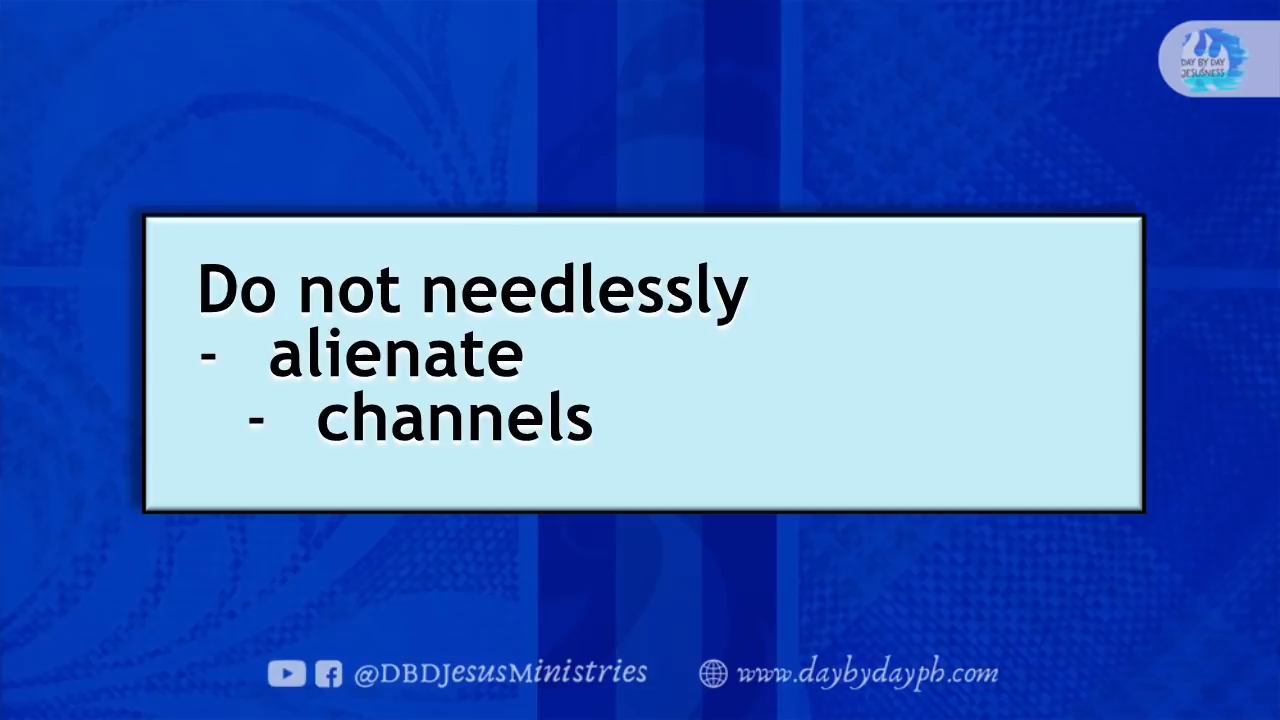 DAY BY DAY
JESUSNESS
Do not needlessly
- alienate
- channels
@DBDJesusMinistries
www.daybydayph.com